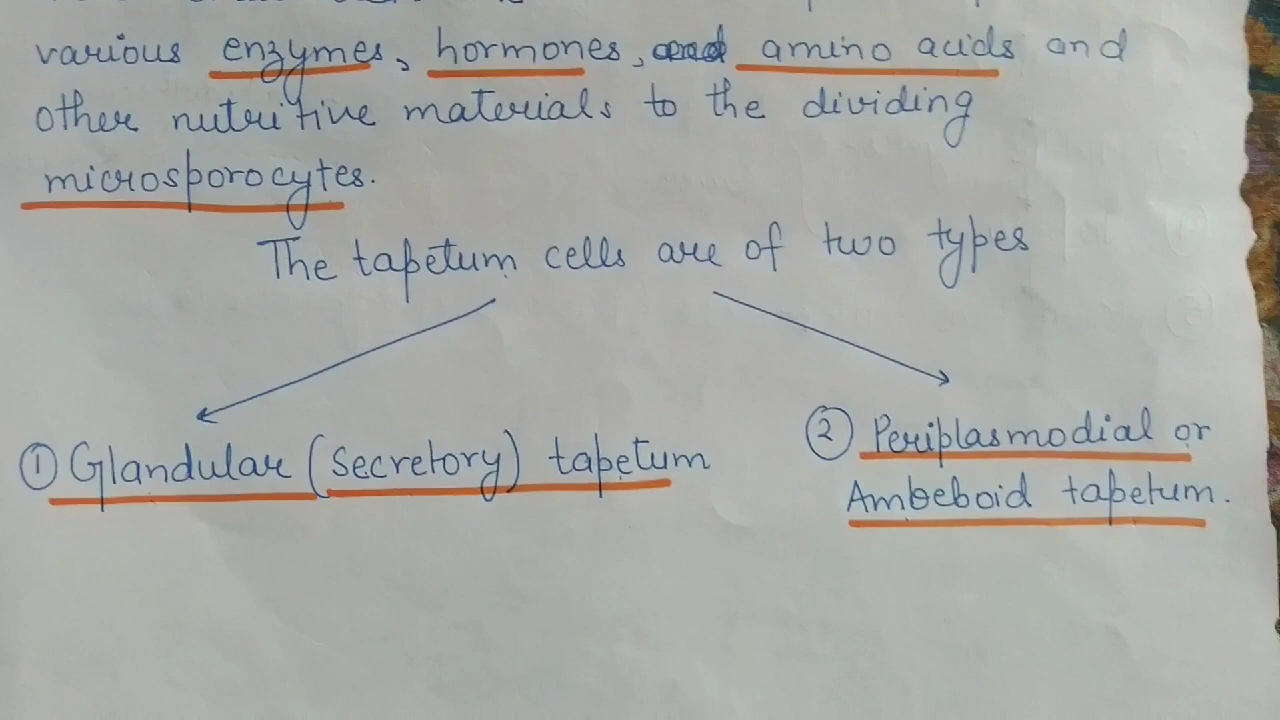 various enzymes, hormones, amino acids and
other nutritive materials to the dividing
microsporocytes.
The tapetum cells are of two types
① Glandular (secretory) tapetum
② Periplasmodial or
Amoeboid tapetum.